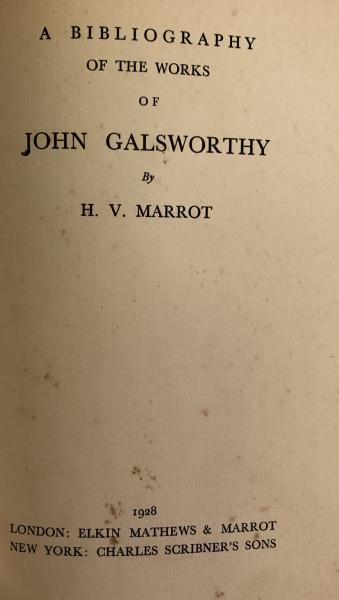 A BIBLIOGRAPHY
OF THE WORKS
OF
JOHN GALSWORTHY
By
H. V. MARROT
1928
LONDON: ELKIN MATHEWS & MARROT
NEW YORK: CHARLES SCRIBNER'S SONS